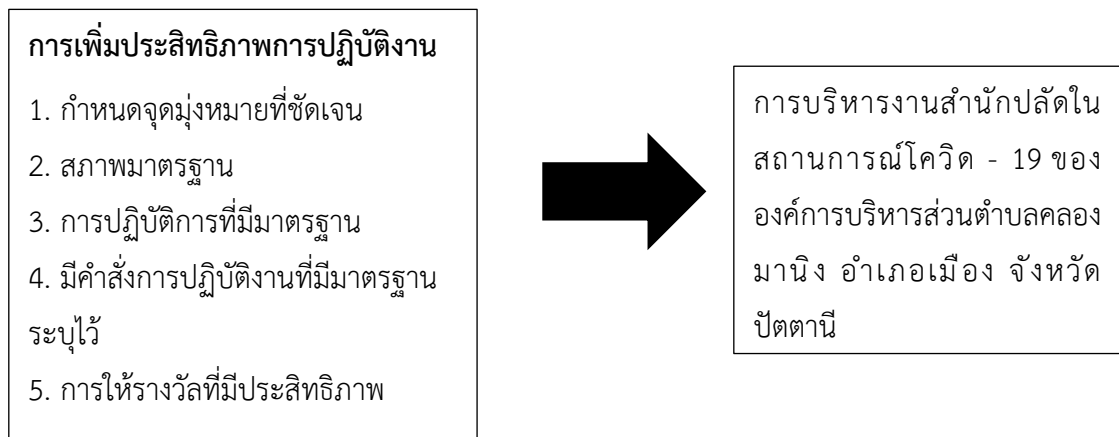 การเพิ่มประสิทธิภาพการปฏิบัติงาน
1. กำหนดจุดมุ่งหมายที่ชัดเจน
2. สภาพมาตรฐาน
3. การปฏิบัติการที่มีมาตรฐาน
4. มีคำสั่งการปฏิบัติงานที่มีมาตรฐาน
ระบุไว้
5. การให้รางวัลที่มีประสิทธิภาพ
การบริหารงานสำนักปลัดใน
สถานการณ์โควิด - 19 ของ
องค์การบริหารส่วนตำบลคลอง
มานิง อำเภอเมือง จังหวัด
ปัตตานี